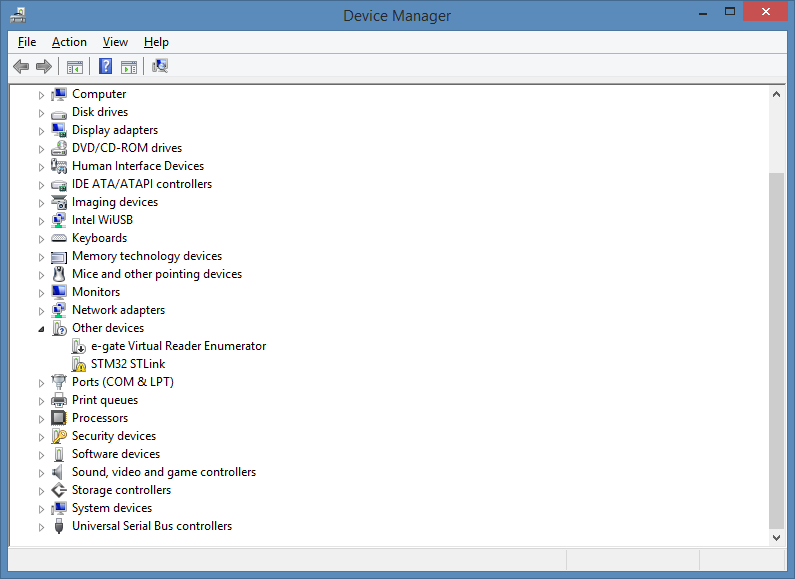 Device Manager
File Action View Help
Computer
Disk drives
Display adapters
DVD/CD-ROM drives
Human Interface Devices
IDE ATA/ATAPI controllers
Imaging devices
Intel WiUSB
Keyboards
Memory technology devices
Mice and other pointing devices
Monitors
Network adapters
Other devices
e-gate Virtual Reader Enumerator
STM32 STLink
Ports (COM & LPT)
Print queues
Processors
Security devices
Software devices
Sound, video and game controllers
Storage controllers
System devices
Universal Serial Bus controllers